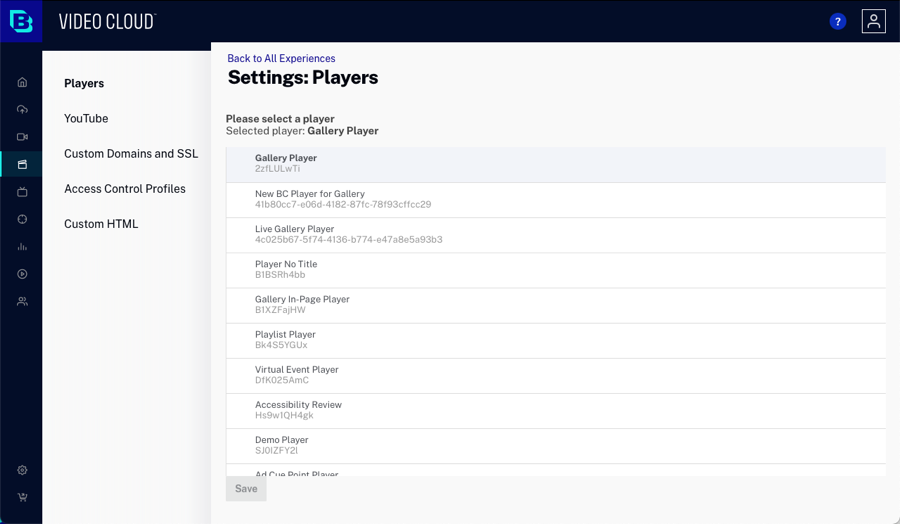 B
VIDEO CLOUD™
?
Players
YouTube
Custom Domains and SSL
Access Control Profiles
Custom HTML
Back to All Experiences
Settings: Players
Please select a player
Selected player: Gallery Player
Gallery Player
2zfLULwTi
New BC Player for Gallery
41b80cc7-e06d-4182-87fc-78f93cffcc29
Live Gallery Player
4c025b67-5f74-4136-b774-e47a8e5a93b3
Player No Title
B1BSRh4bb
Gallery In-Page Player
B1XZFajHW
Playlist Player
Bk4S5YGUx
Virtual Event Player
DfK025AmC
Accessibility Review
Hs9w1QH4gk
Demo Player
SJ0IZFY2l
Ad Cue Point Player
Save